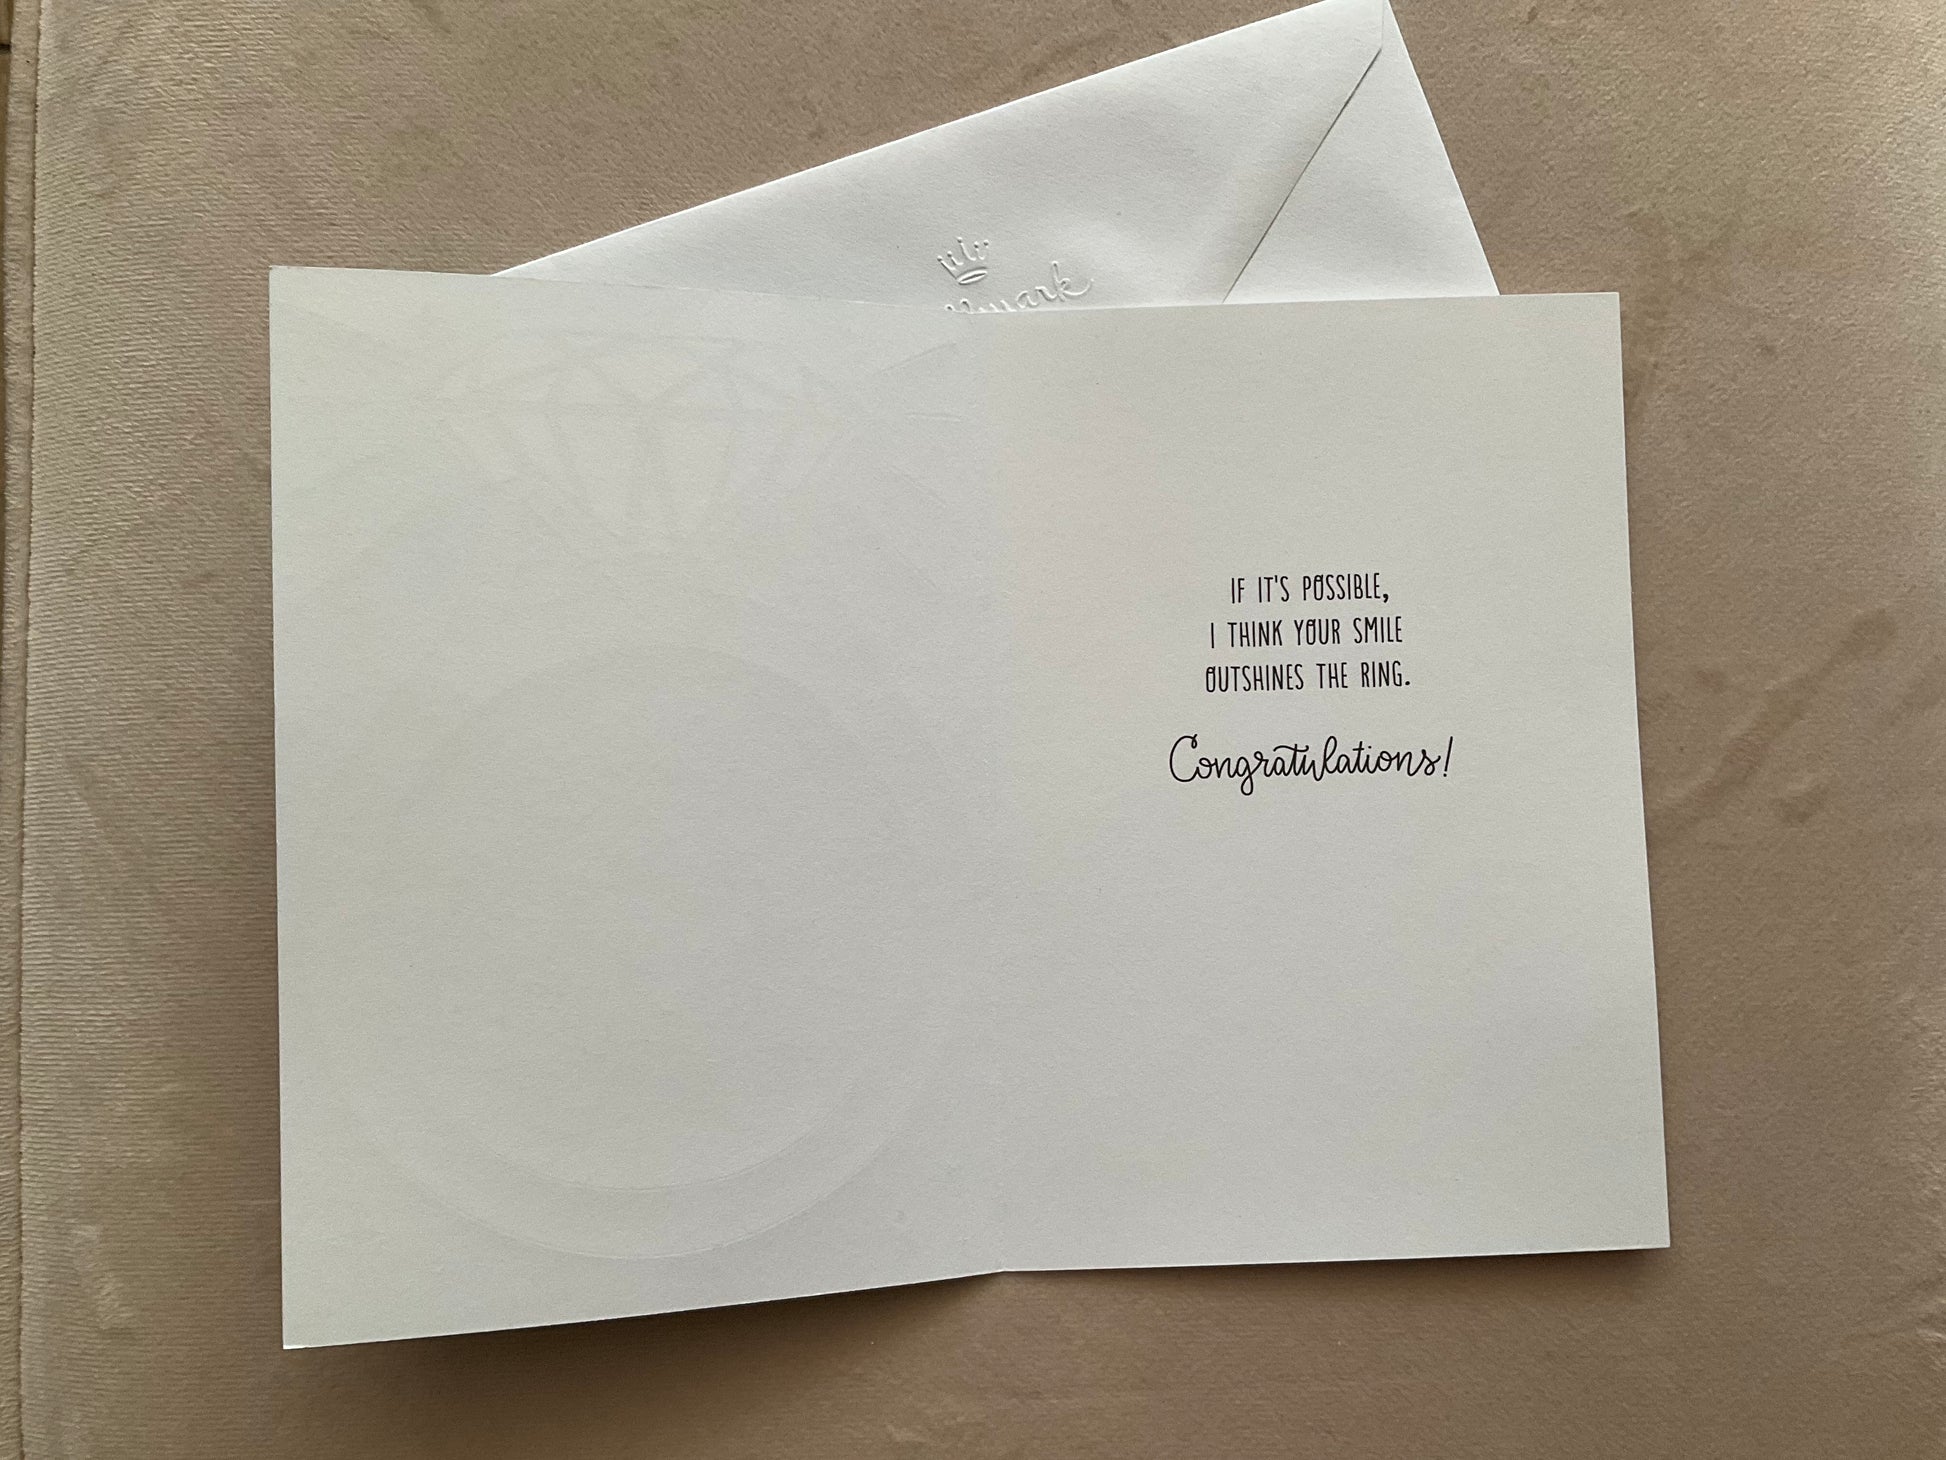 IF IT'S POSSIBLE,
I THINK YOUR SMILE
OUTSHINES THE RING.
Congratulations!